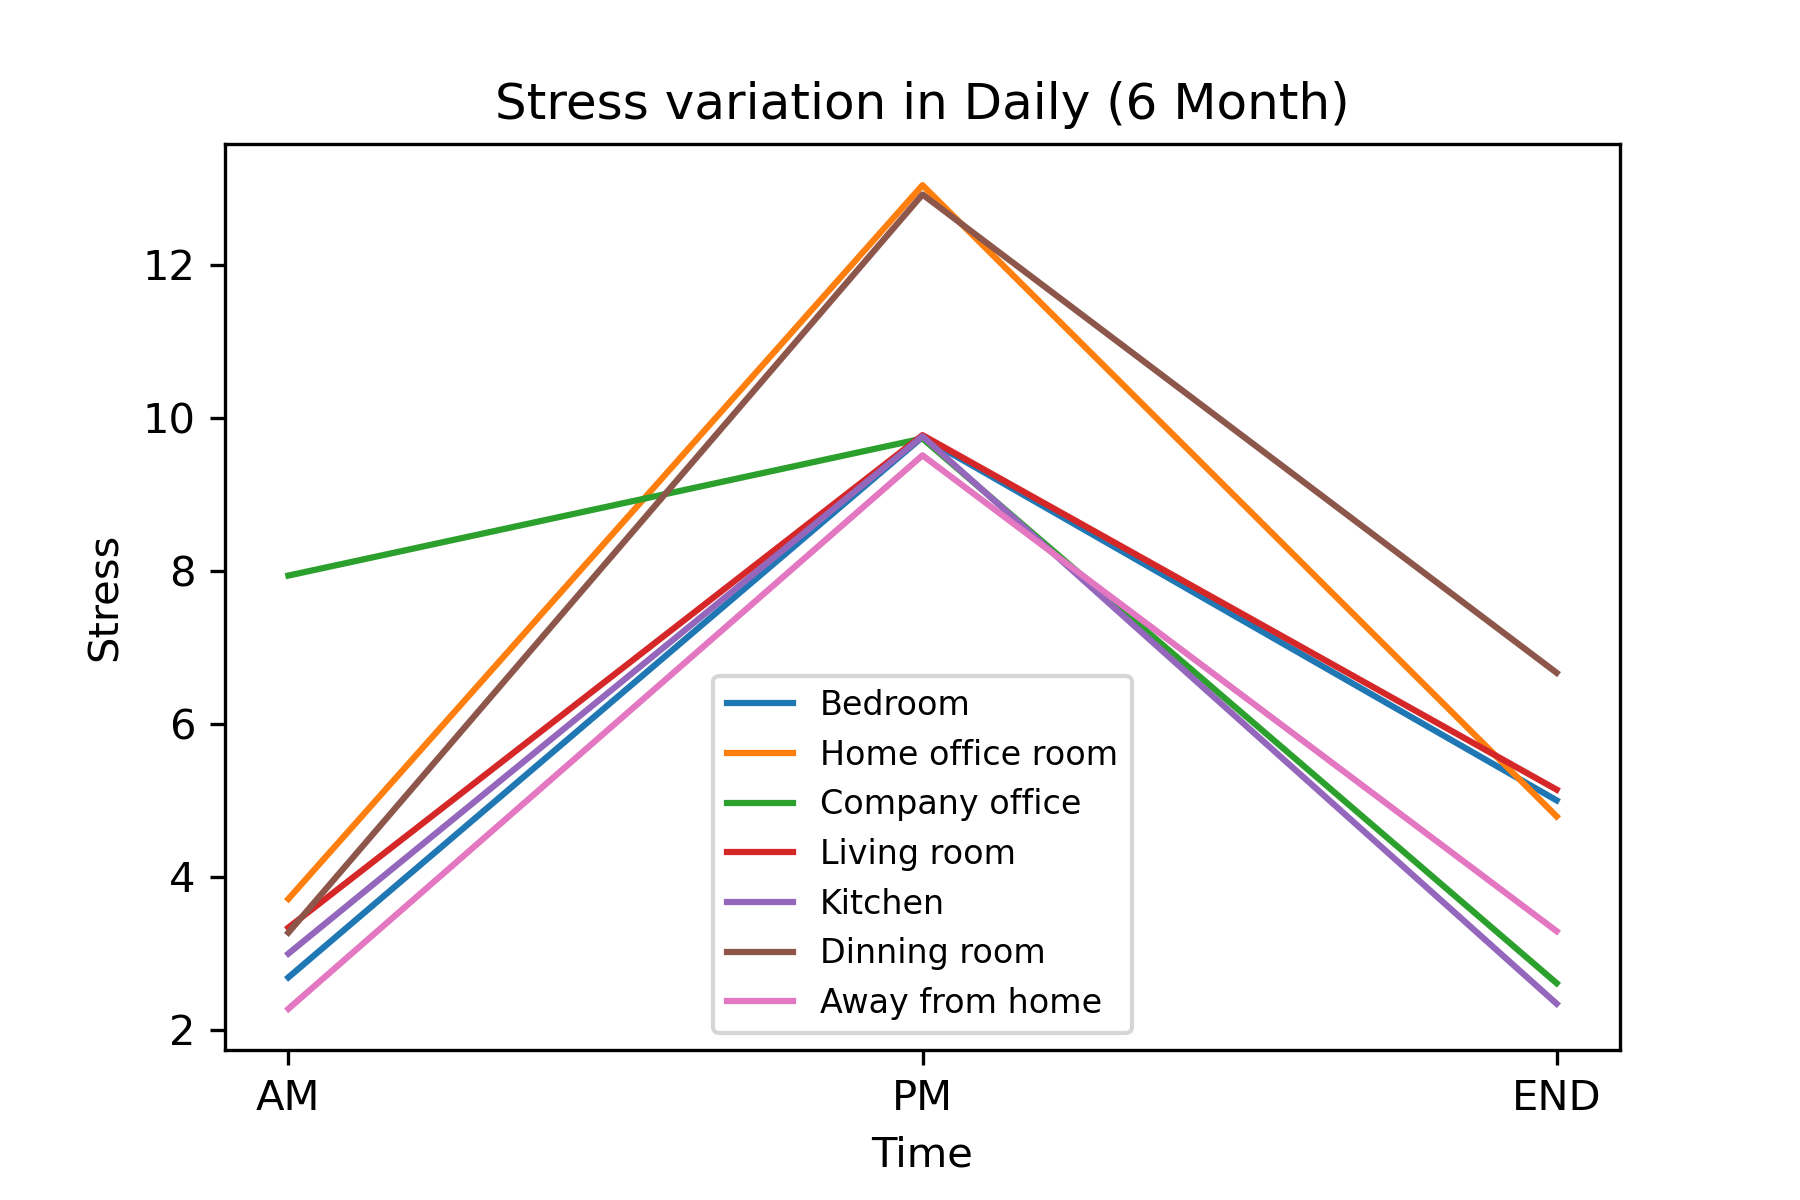 Stress variation in Daily (6 Month)
12
10
8
6
4
2
Stress
Bedroom
Home office room
Company office
Living room
Kitchen
Dinning room
Away from home
AM PM END
Time